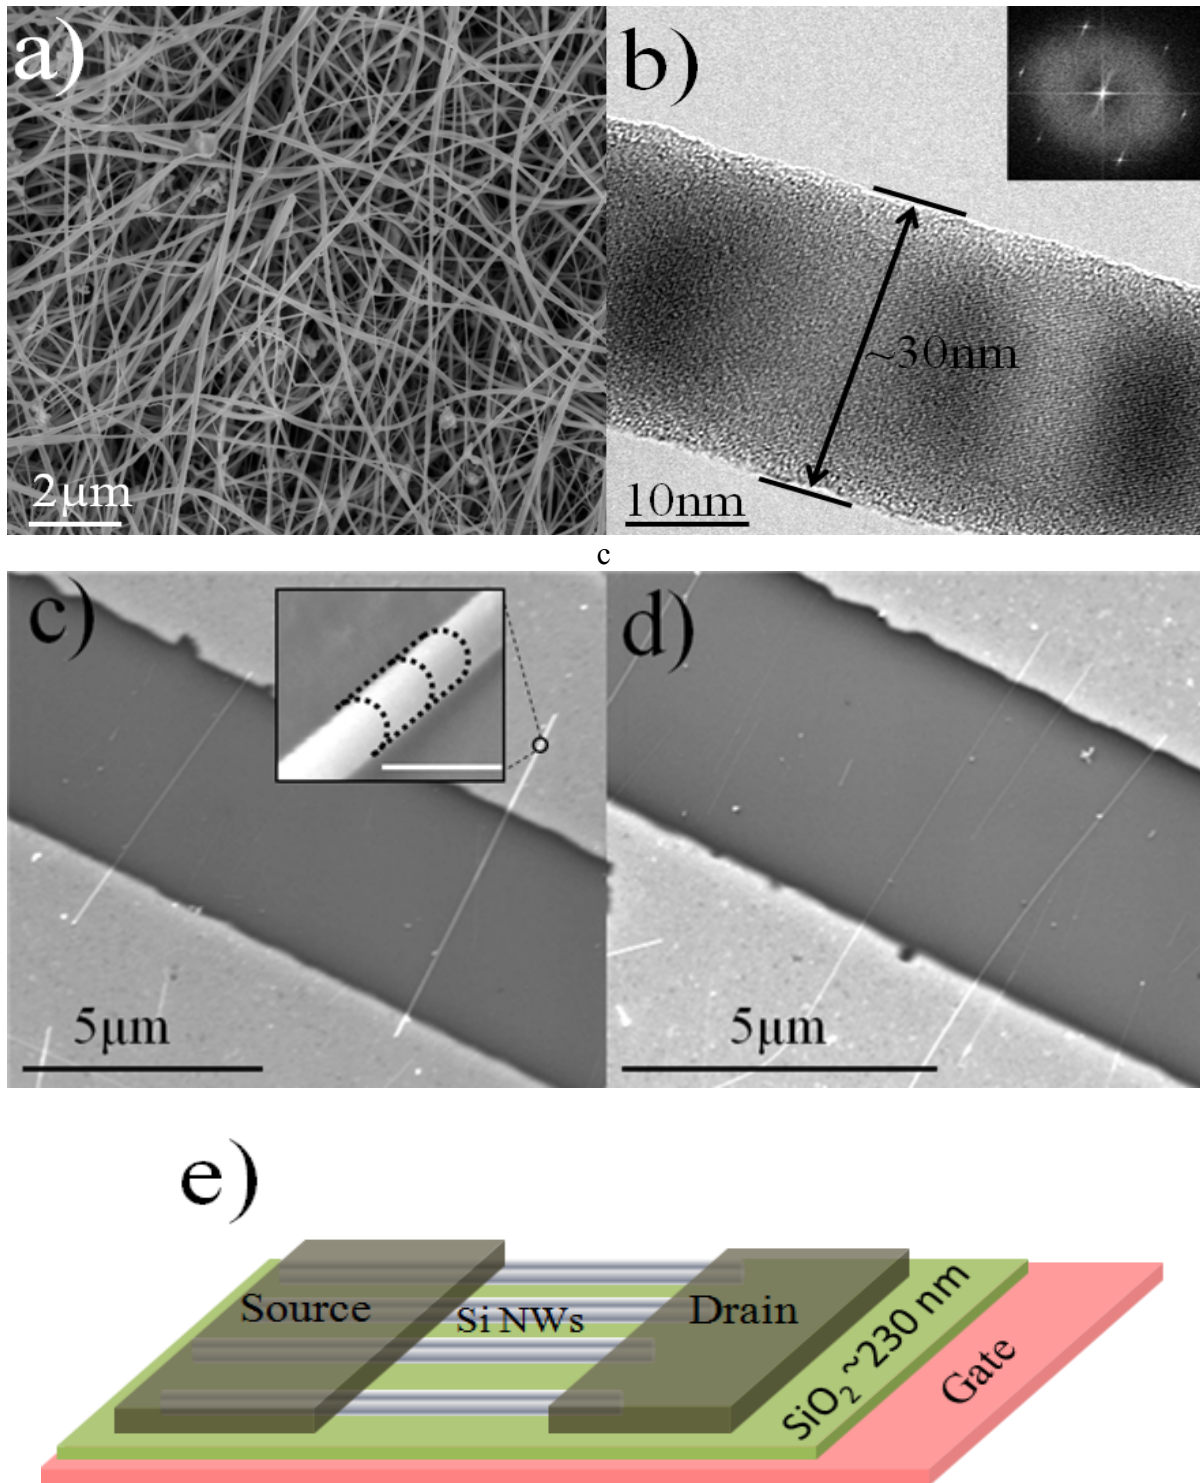 a)
2μm
b)
~30nm
10nm
c
c)
5μm
d)
5μm
e)
Source
Si NWs
Drain
SiO₂ ~230 nm
Gate